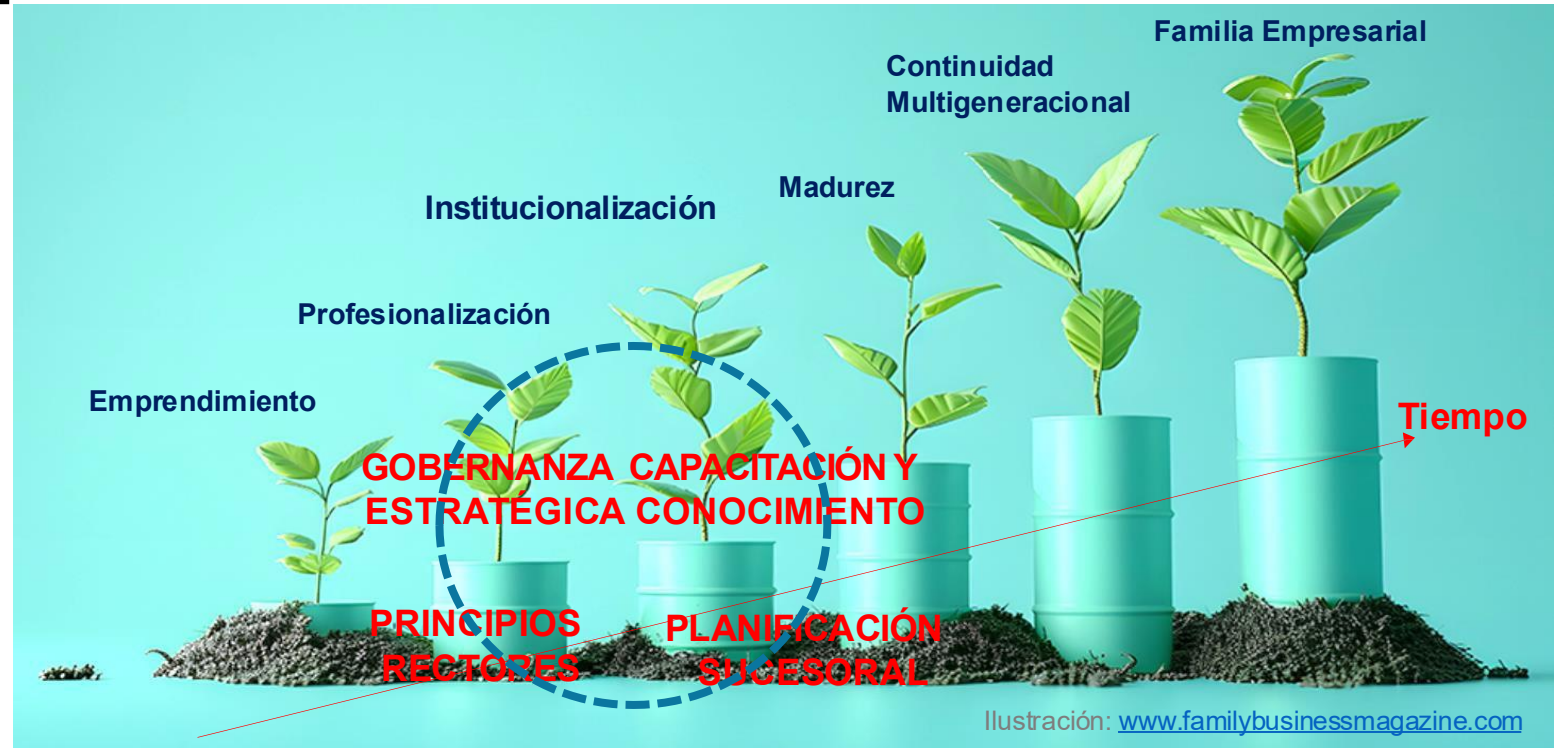 Familia Empresarial
Continuidad
Multigeneracional
Madurez
Institucionalización
Profesionalización
Emprendimiento
Tiempo
GOBERNANZA
ESTRATÉGICA
CAPACITACIÓN Y
CONOCIMIENTO
PRINCIPIOS
RECTORES
PLANIFICACIÓN
SUCESORAL
Ilustración: www.familybusinessmagazine.com